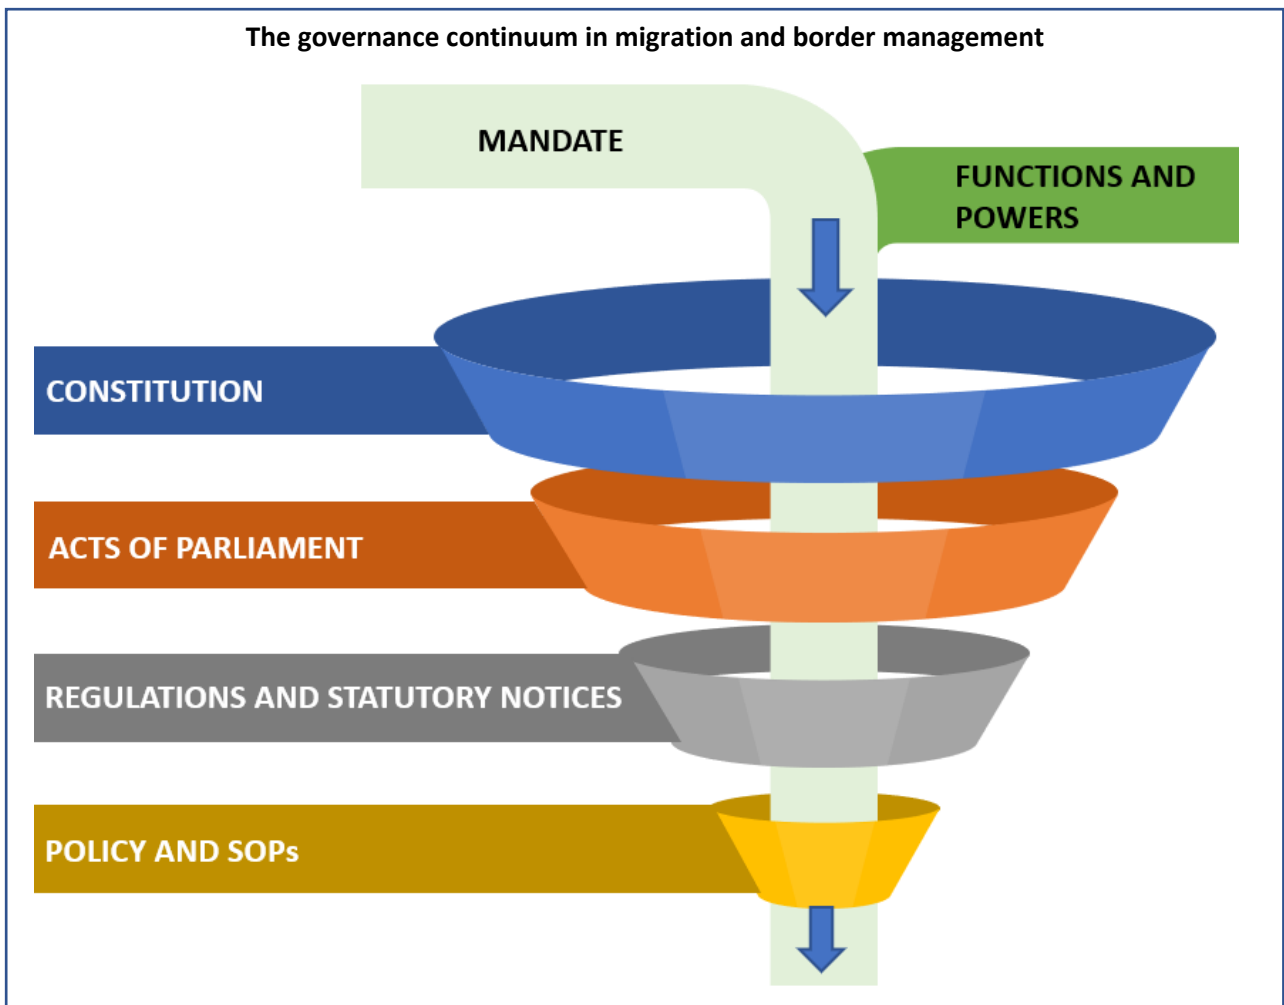 The governance continuum in migration and border management
MANDATE
FUNCTIONS AND
POWERS
CONSTITUTION
ACTS OF PARLIAMENT
REGULATIONS AND STATUTORY NOTICES
POLICY AND SOPs